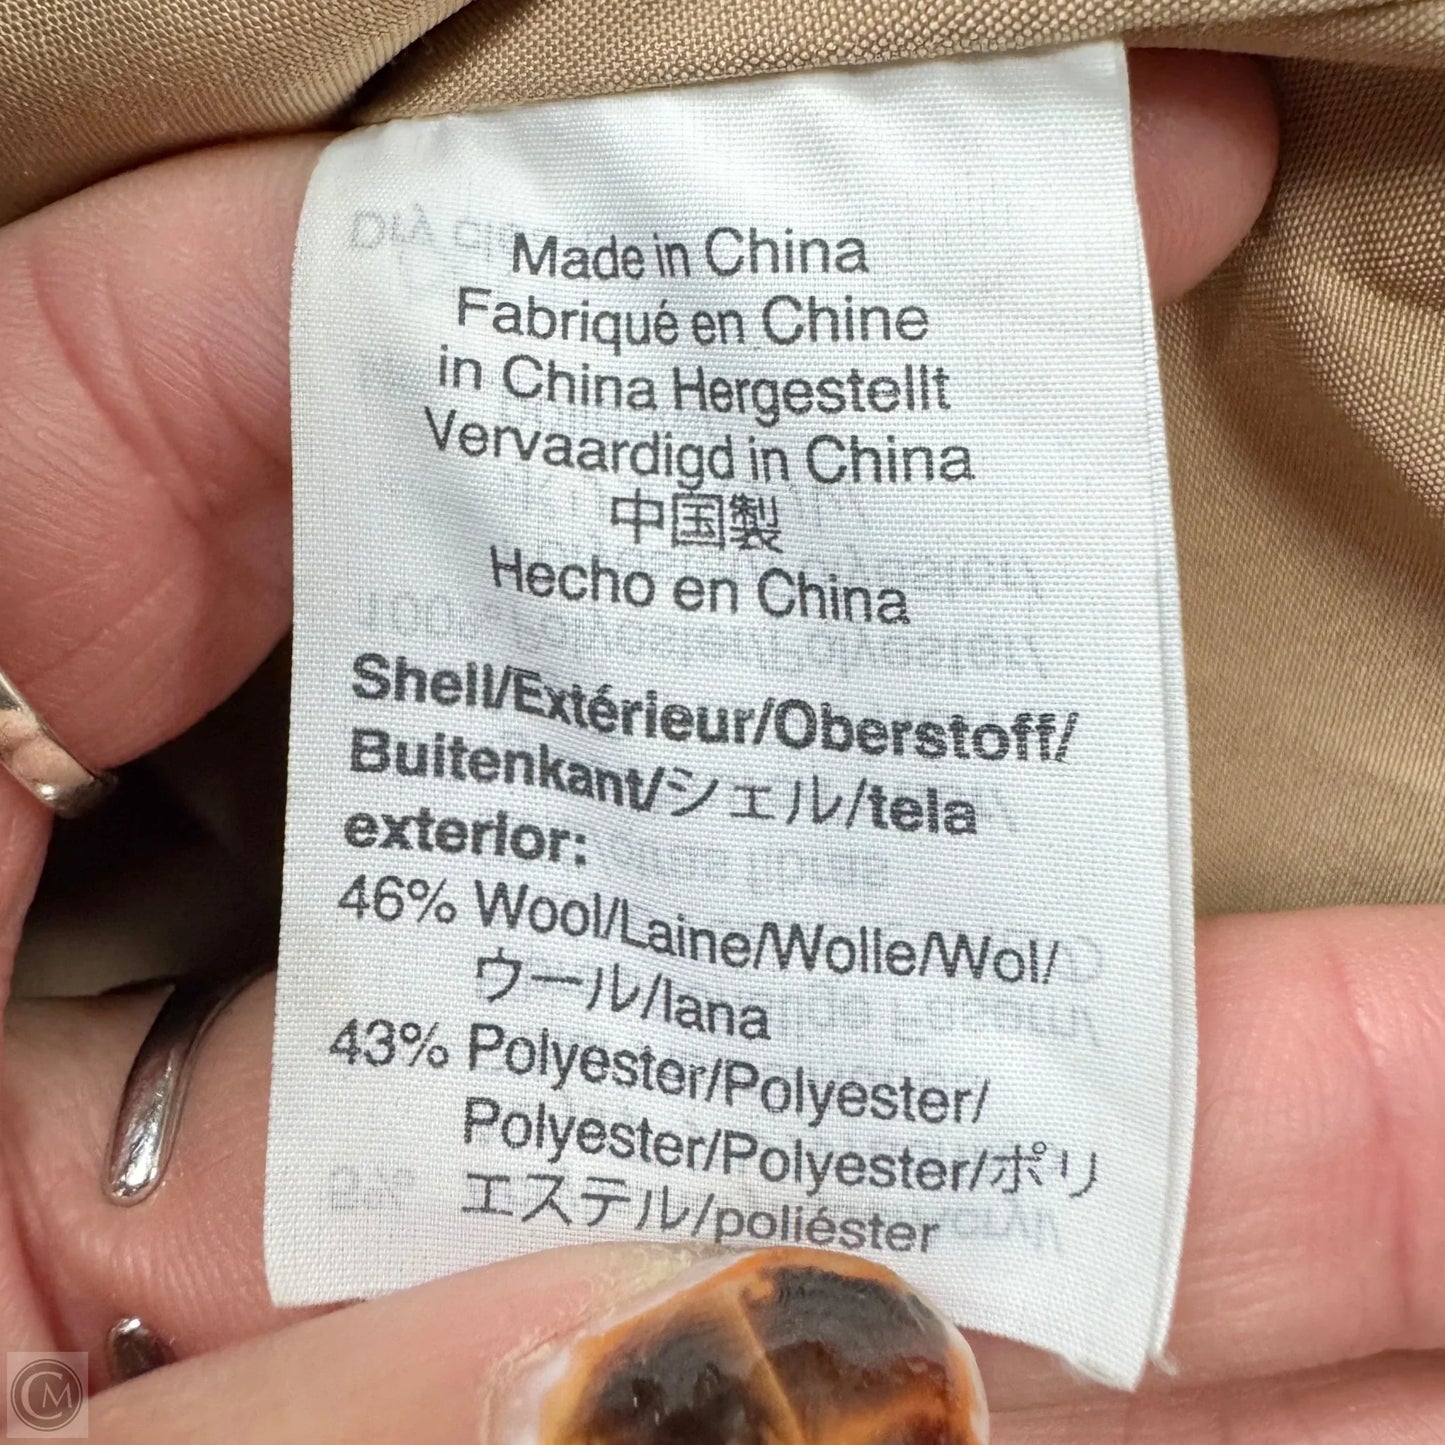 Made in China
Fabriqué en Chine
in China Hergestellt
Vervaardigd in China
中国製
Hecho en China
Shell/Extérieur/Oberstoff/
Buitenkant/シェル/tela
exterior:
46% Wool/Laine/Wolle/Wol/
ウール/lana
43% Polyester/Polyester/
Polyester/Polyester/ポリ
エステル/poliéster
CM